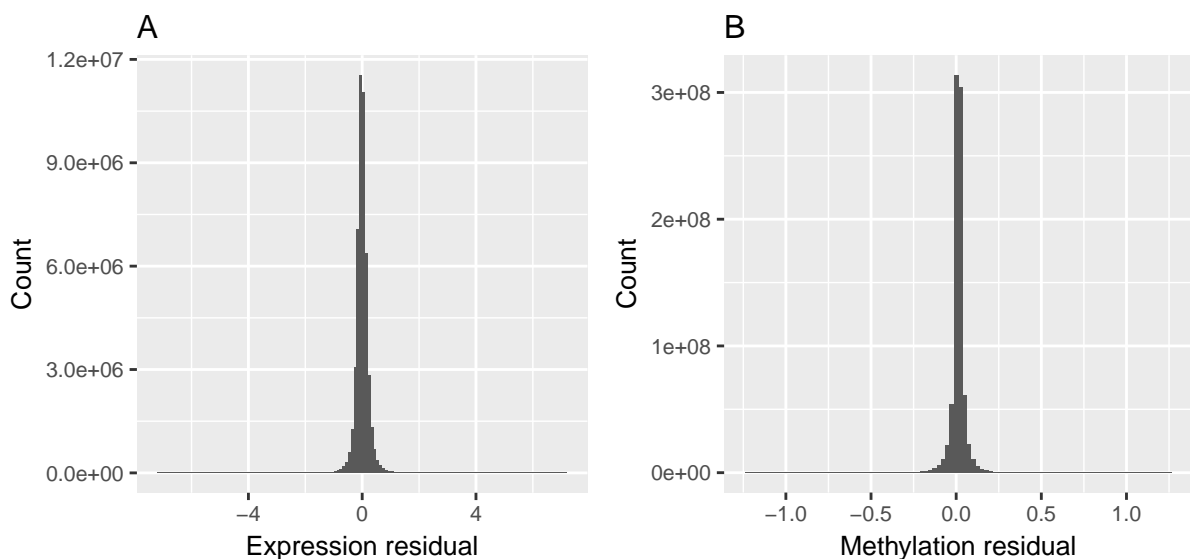 A
1.2e+07
9.0e+06
6.0e+06
3.0e+06
0.0e+00
Count
−4
0
4
Expression residual
B
3e+08
2e+08
1e+08
0e+00
Count
−1.0
−0.5
0.0
0.5
1.0
Methylation residual